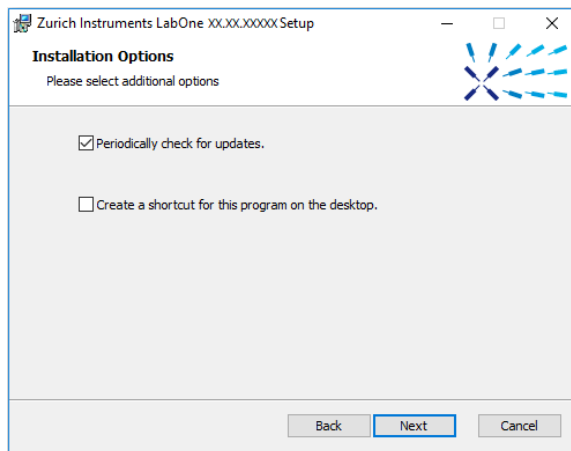 Zurich Instruments LabOne XX.XX.XXXXX Setup
Installation Options
Please select additional options
Periodically check for updates.
Create a shortcut for this program on the desktop.
Back Next Cancel